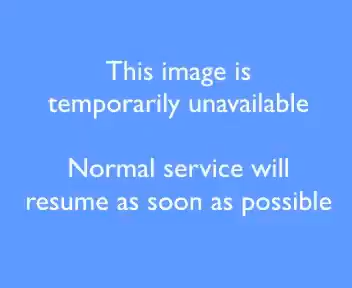 This image is
temporarily unavailable
Normal service will
resume as soon as possible